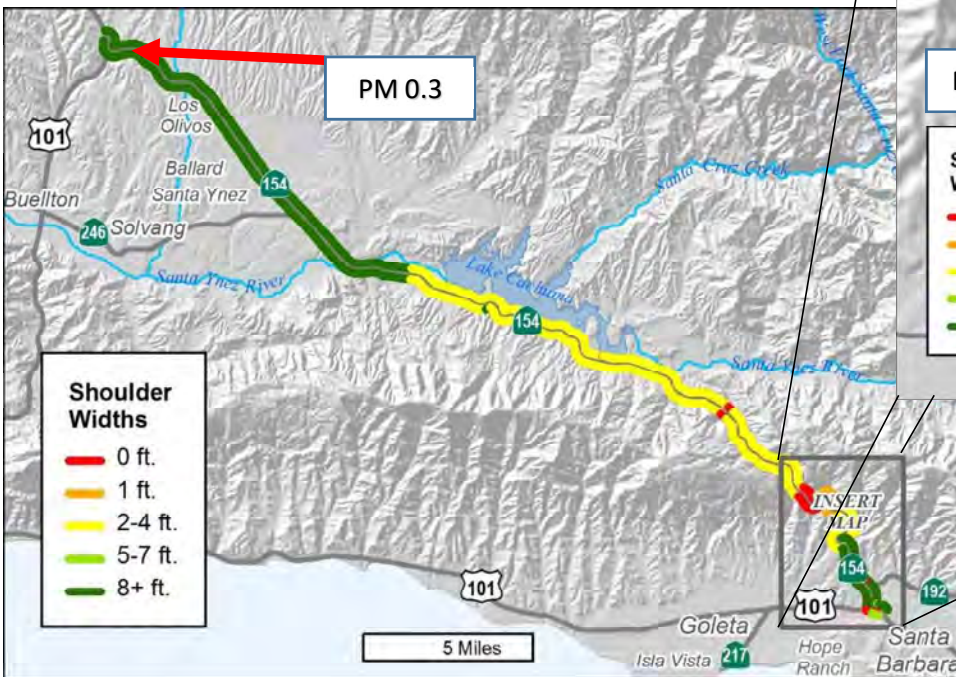 PM 0.3
Los
Olivos
101
Ballard
154
Santa Ynez
Buellton
246
Solvang
Santa Ynez River
Santa Cruz Creek
Lake Cachuma
154
Santa Ynez River
Shoulder
Widths
0 ft.
1 ft.
2-4 ft.
5-7 ft.
8+ ft.
INSERT
MAP
154
101
5 Miles
101
192
Goleta
Isla Vista
217
Hope
Ranch
Santa
Barbara